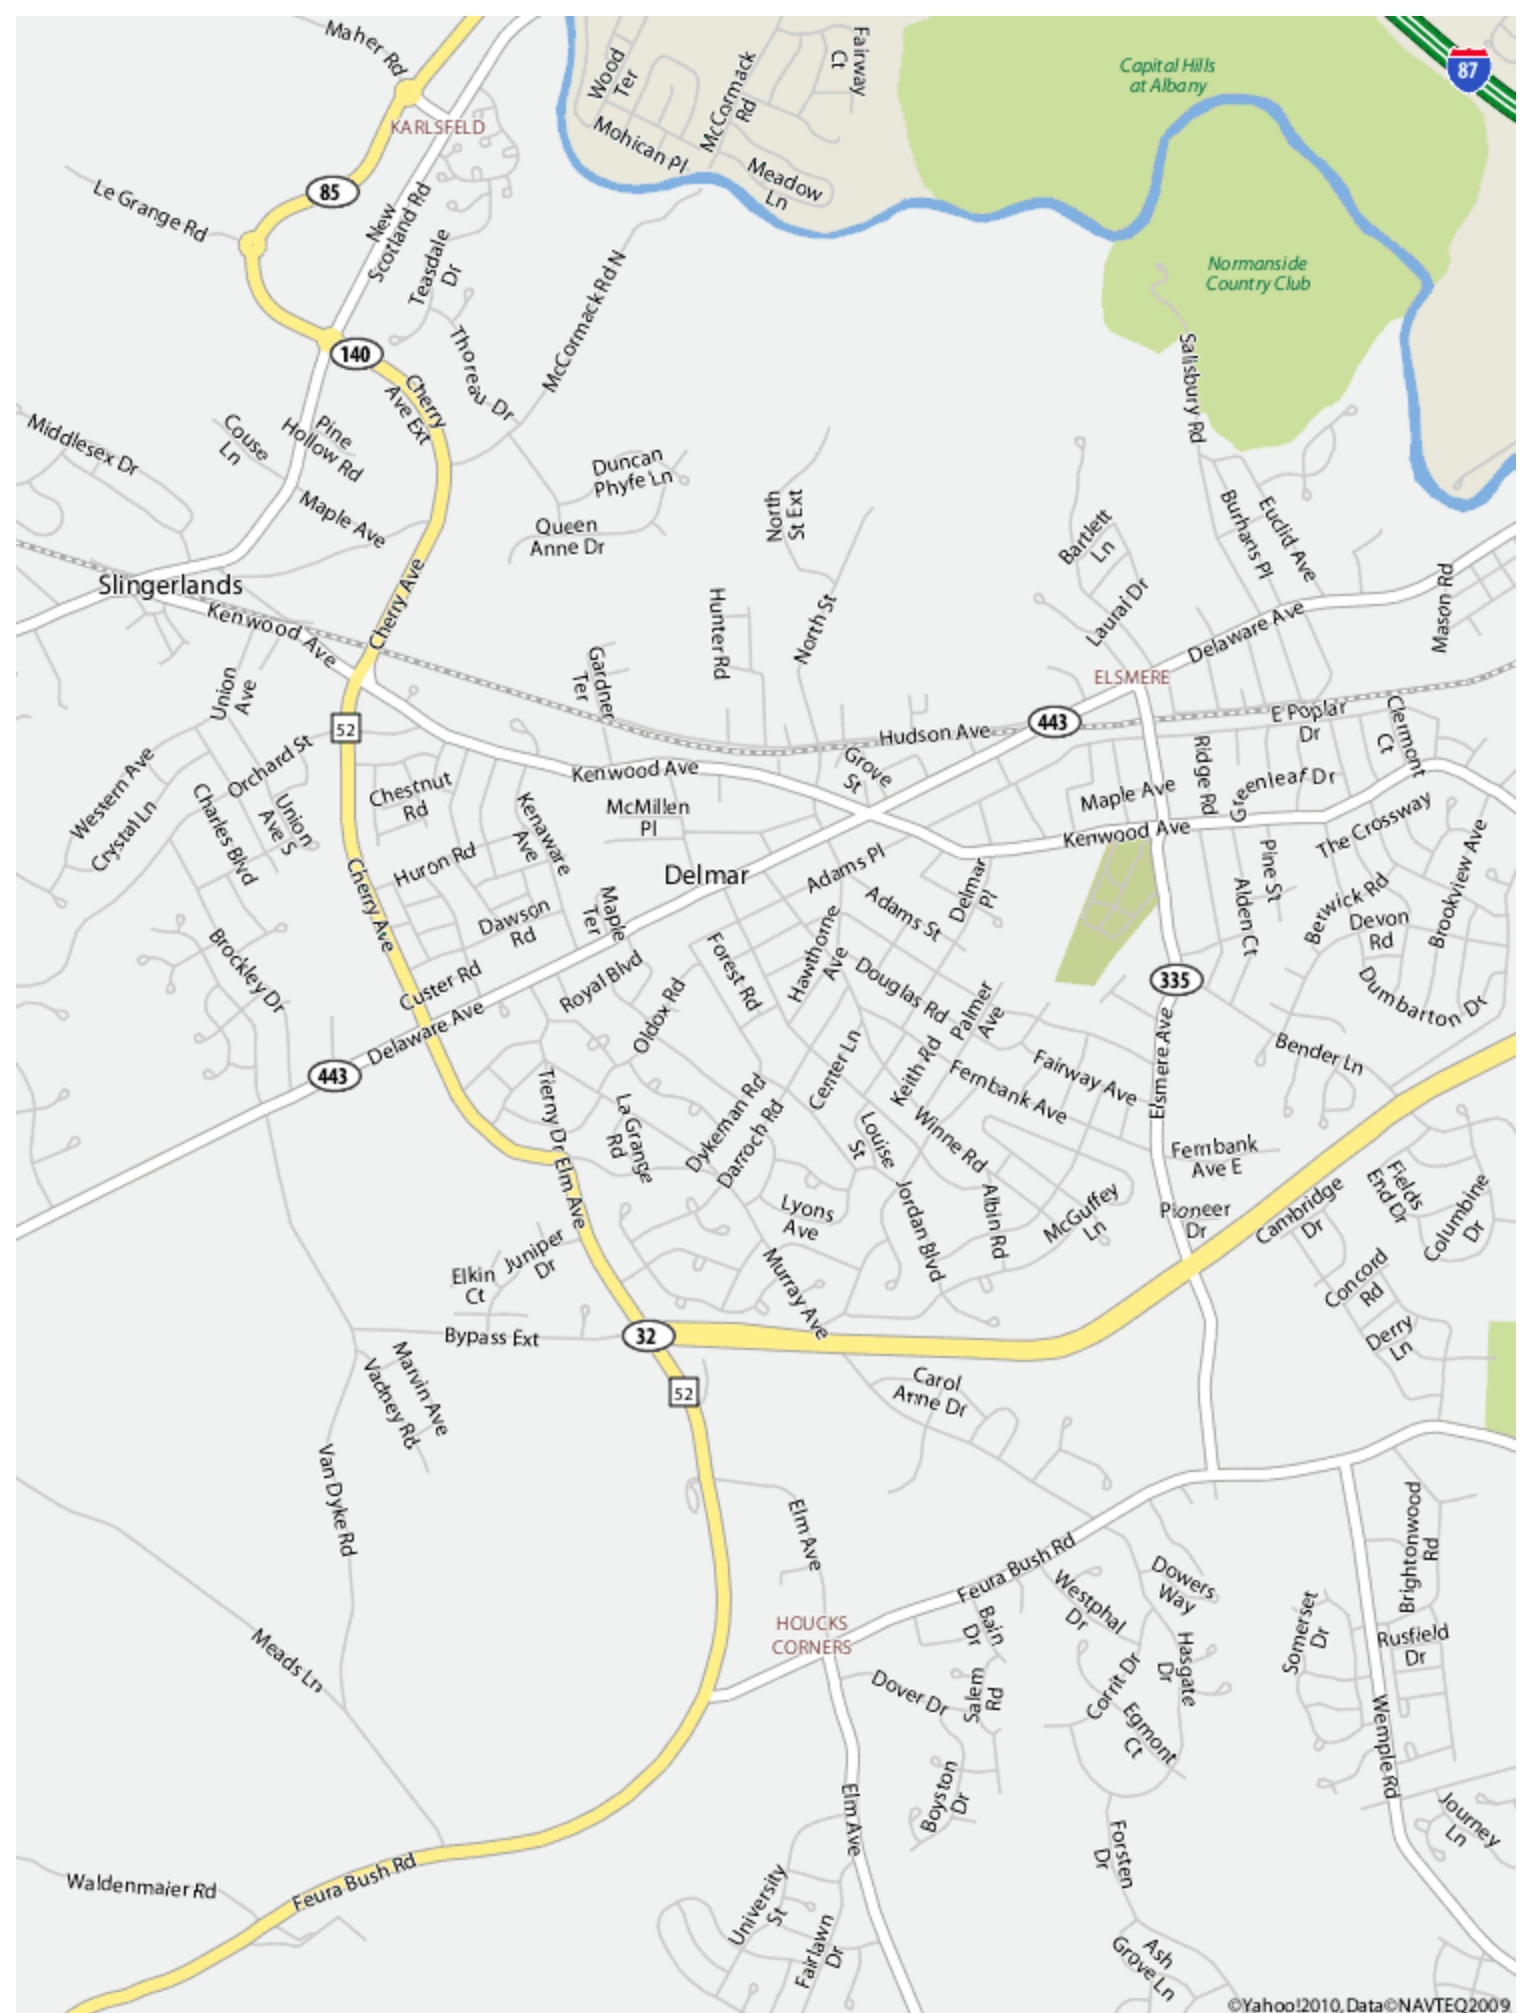 Maher Rd
Wood
Ter
McCormack
Rd
Fairway
Ct
Capital Hills
at Albany
87
KARLSFELD
Mohican Pl
Meadow
Ln
Le Grange Rd
85
New
Scotland Rd
Teasdale
Dr
McCormack Rd N
Normanside
Country Club
140
Thoreau Dr
Salisbury Rd
Cherry
Ave Ext
Middlesex Dr
Couse
Ln
Pine
Hollow Rd
Maple Ave
Duncan
Phyfe Ln
Queen
Anne Dr
North
St Ext
Bartlett
Ln
Burhans Pl
Euclid Ave
Slingerlands
Kenwood Ave
Cherry Ave
Hunter Rd
North St
Laural Dr
Delaware Ave
Mason Rd
Union
Ave
Gardner
Ter
ELSMERE
52
443
Hudson Ave
E Poplar
Dr
Clermont
Ct
Western Ave
Orchard St
Crystal Ln
Charles Blvd
Union
Ave S
Chestnut
Rd
Kenwood Ave
Grove
St
Maple Ave
Ridge Rd
Greenleaf Dr
McMillen
Pl
Kenaware
Ave
Kenwood Ave
The Crossway
Huron Rd
Delmar
Adams Pl
Cherry Ave
Adams St
Delmar
Pl
Pine St
Alden Ct
Berwick Rd
Devon
Rd
Brookview Ave
Dawson
Rd
Maple
Ter
Brockley Dr
Forest Rd
Hawthorne
Ave
Custer Rd
Royal Blvd
Oldox Rd
Douglas Rd
Palmer
Ave
335
Dumbarton Dr
Delaware Ave
443
Center Ln
Keith Rd
Fernbank Ave
Fairway Ave
Elsmere Ave
Bender Ln
Tierny Dr
La Grange
Rd
Dykeman Rd
Darroch Rd
Louise
St
Winne Rd
Fernbank
Ave E
Elm Ave
Lyons
Ave
Jordan Blvd
Albin Rd
McGuffey
Ln
Pioneer
Dr
Cambridge
Dr
Fields
End Dr
Columbine
Dr
Juniper
Dr
Elkin
Ct
Murray Ave
Concord
Rd
Bypass Ext
32
Derry
Ln
Marvin Ave
Vadney Rd
52
Carol
Anne Dr
Van Dyke Rd
Elm Ave
Brightonwood
Rd
Feura Bush Rd
Westphal
Dr
Dowers
Way
HOUCKS
CORNERS
Bain
Dr
Somerset
Dr
Rusfield
Dr
Meads Ln
Dover Dr
Salem
Rd
Corrit Dr
Hasgate
Dr
Egmont
Ct
Wemple Rd
Boyston
Dr
Elm Ave
Journey
Ln
Forsten
Dr
Waldenmaier Rd
Feura Bush Rd
University
St
Fairlawn
Dr
Ash
Grove Ln
©Yahoo!2010, Data©NAVTEQ2009